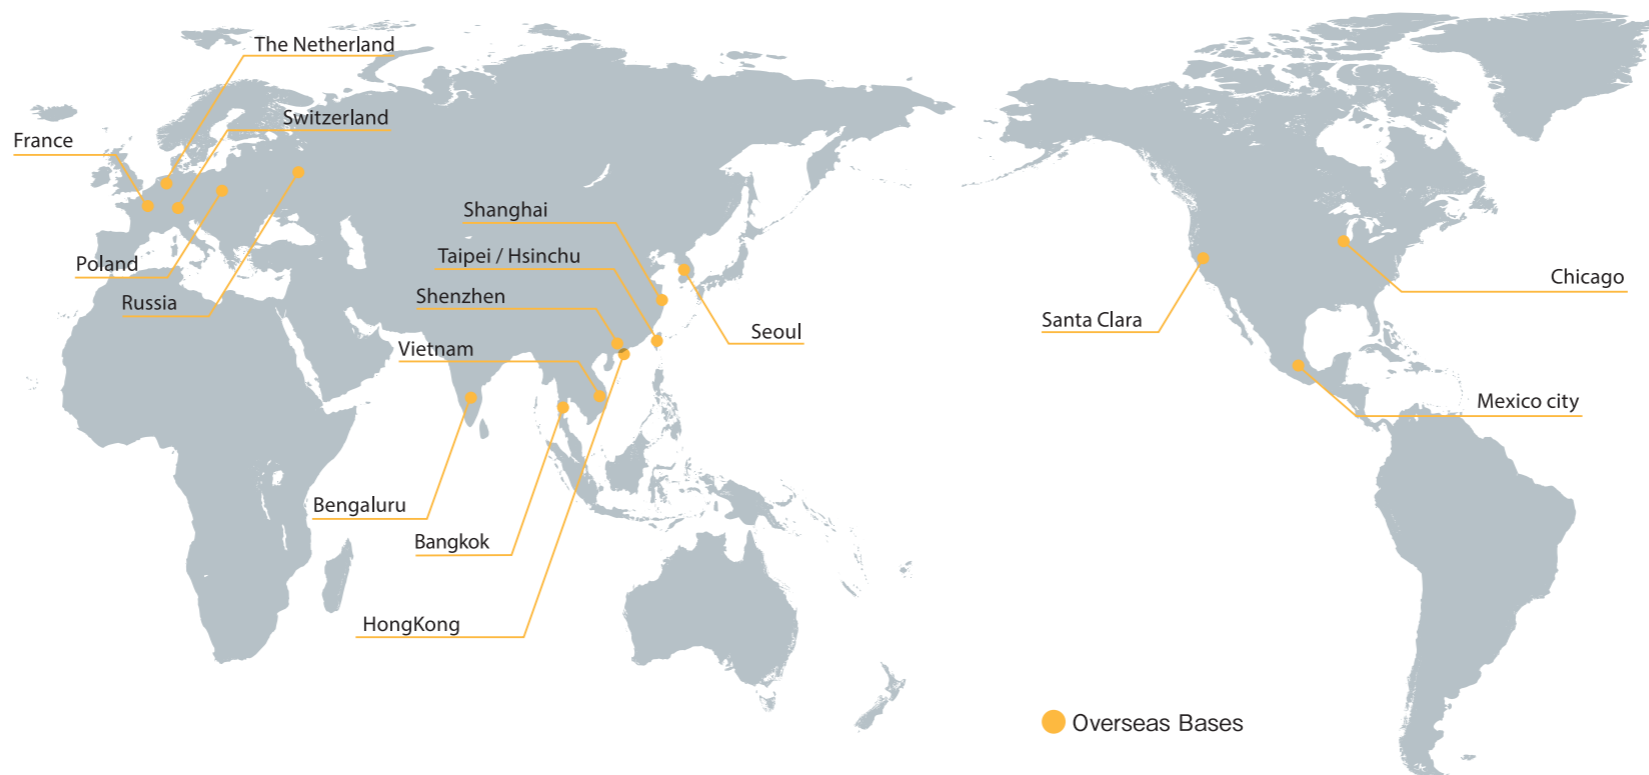 The Netherland
Switzerland
France
Shanghai
Taipei / Hsinchu
Poland
Chicago
Shenzhen
Russia
Santa Clara
Seoul
Vietnam
Mexico city
Bengaluru
Bangkok
HongKong
Overseas Bases